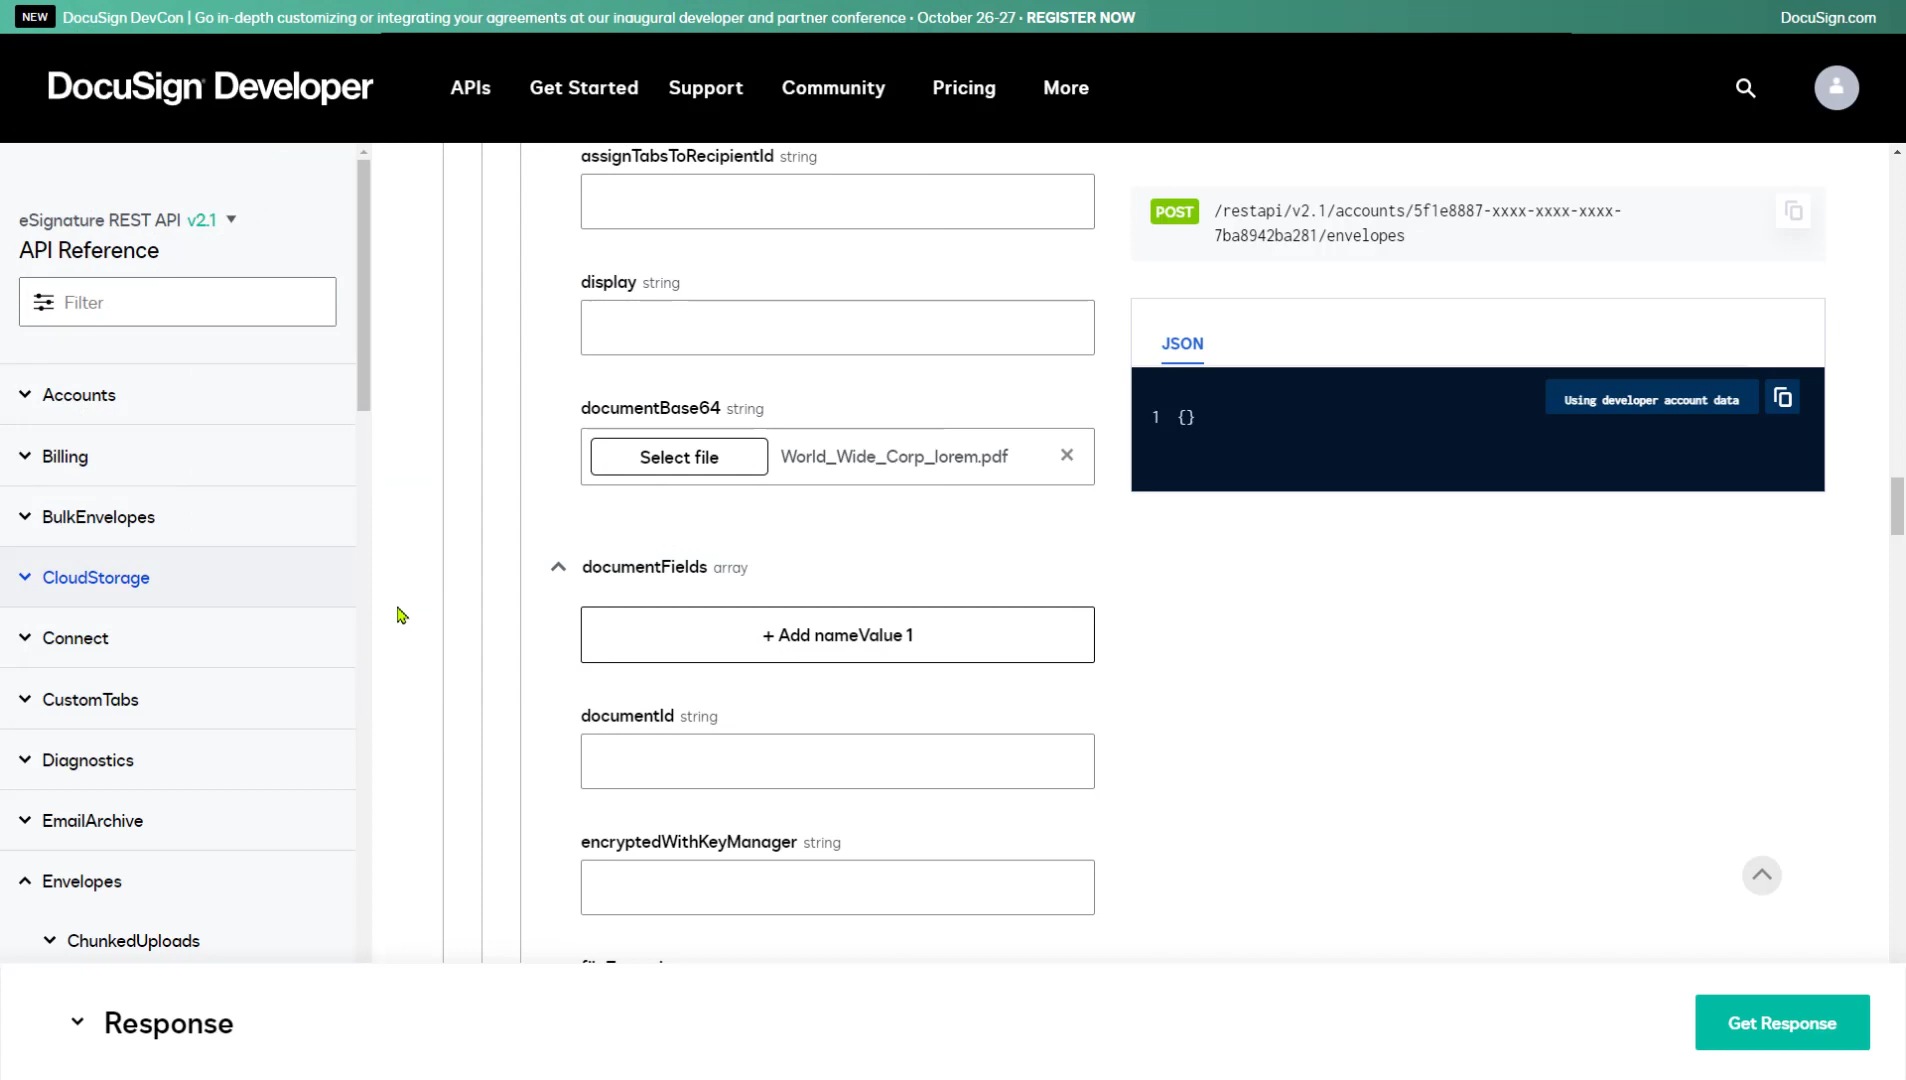 NEW DocuSign DevCon | Go in-depth customizing or integrating your agreements at our inaugural developer and partner conference • October 26-27 • REGISTER NOW
DocuSign.com
DocuSign Developer
APIs
Get Started
Support
Community
Pricing
More
eSignature REST API v2.1
API Reference
Filter
Accounts
Billing
BulkEnvelopes
CloudStorage
Connect
CustomTabs
Diagnostics
EmailArchive
Envelopes
ChunkedUploads
assignTabsToRecipientId string
display string
documentBase64 string
Select file World_Wide_Corp_lorem.pdf
documentFields array
+ Add nameValue 1
documentId string
encryptedWithKeyManager string
POST /restapi/v2.1/accounts/5f1e8887-xxxx-xxxx-xxxx-
7ba8942ba281/envelopes
JSON
Using developer account data
1 {}
Response
Get Response